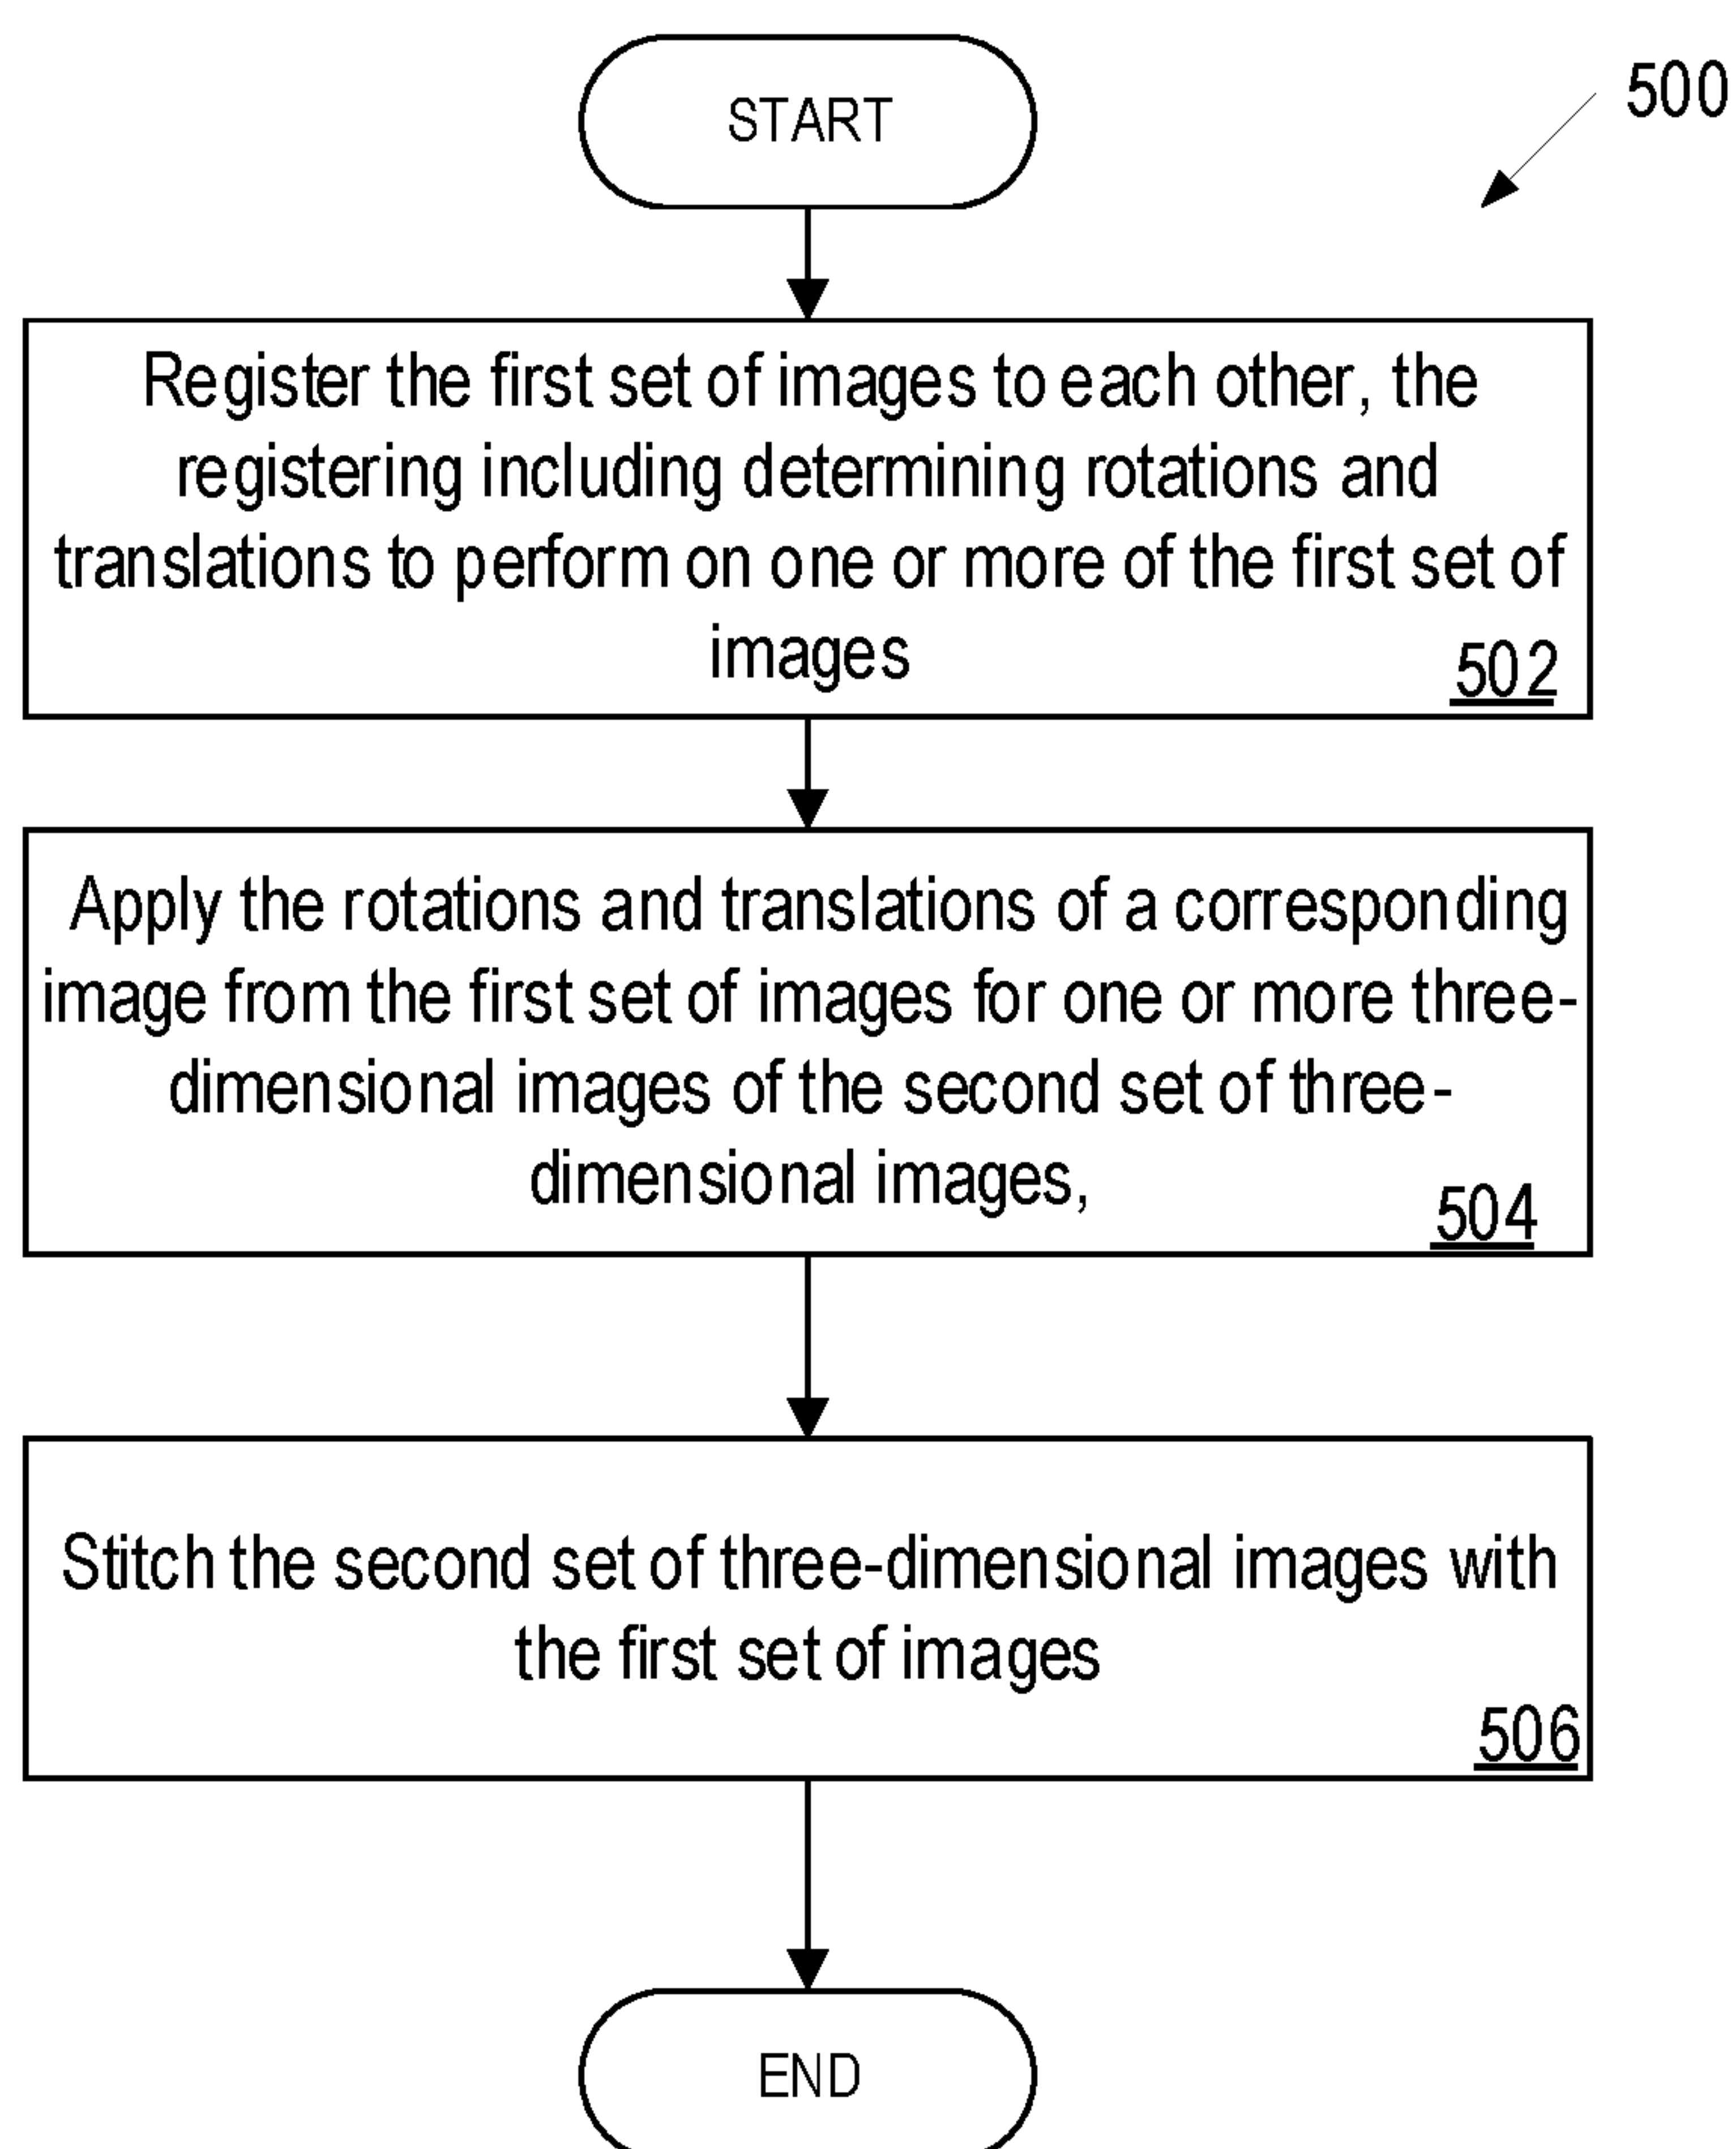 START
500
Register the first set of images to each other, the
registering including determining rotations and
translations to perform on one or more of the first set of
images
502
Apply the rotations and translations of a corresponding
image from the first set of images for one or more three-
dimensional images of the second set of three-
dimensional images,
504
Stitch the second set of three-dimensional images with
the first set of images
506
END